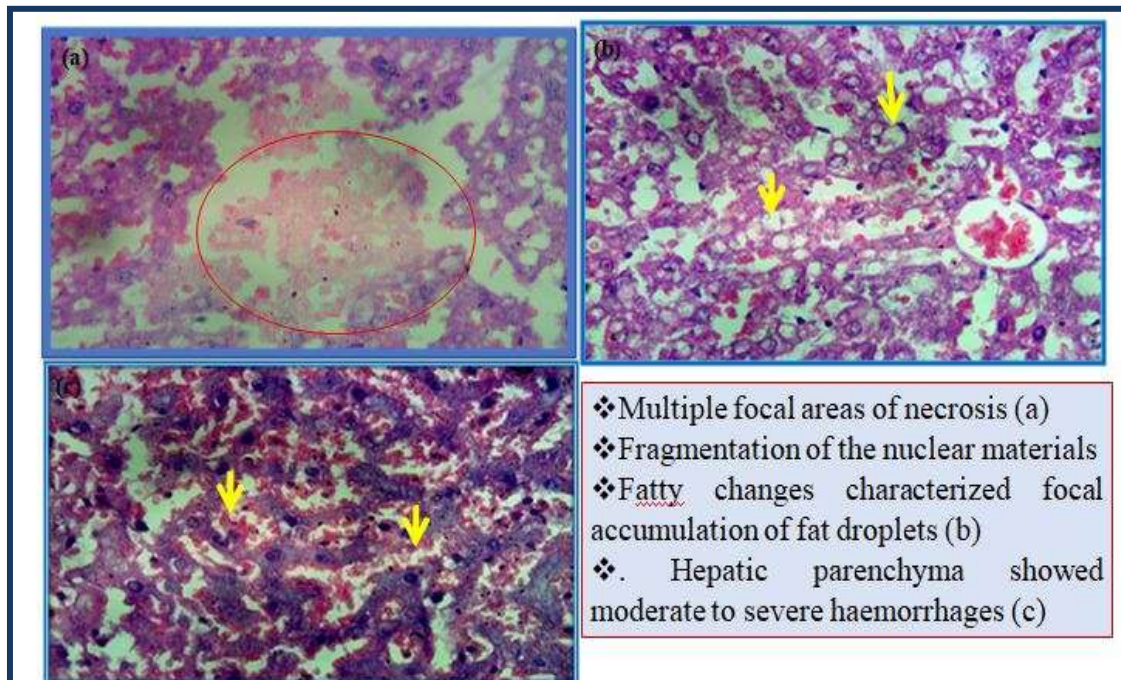 (a)
(b)
(c)
❖Multiple focal areas of necrosis (a)
❖Fragmentation of the nuclear materials
❖Fatty changes characterized focal
accumulation of fat droplets (b)
❖. Hepatic parenchyma showed
moderate to severe haemorrhages (c)